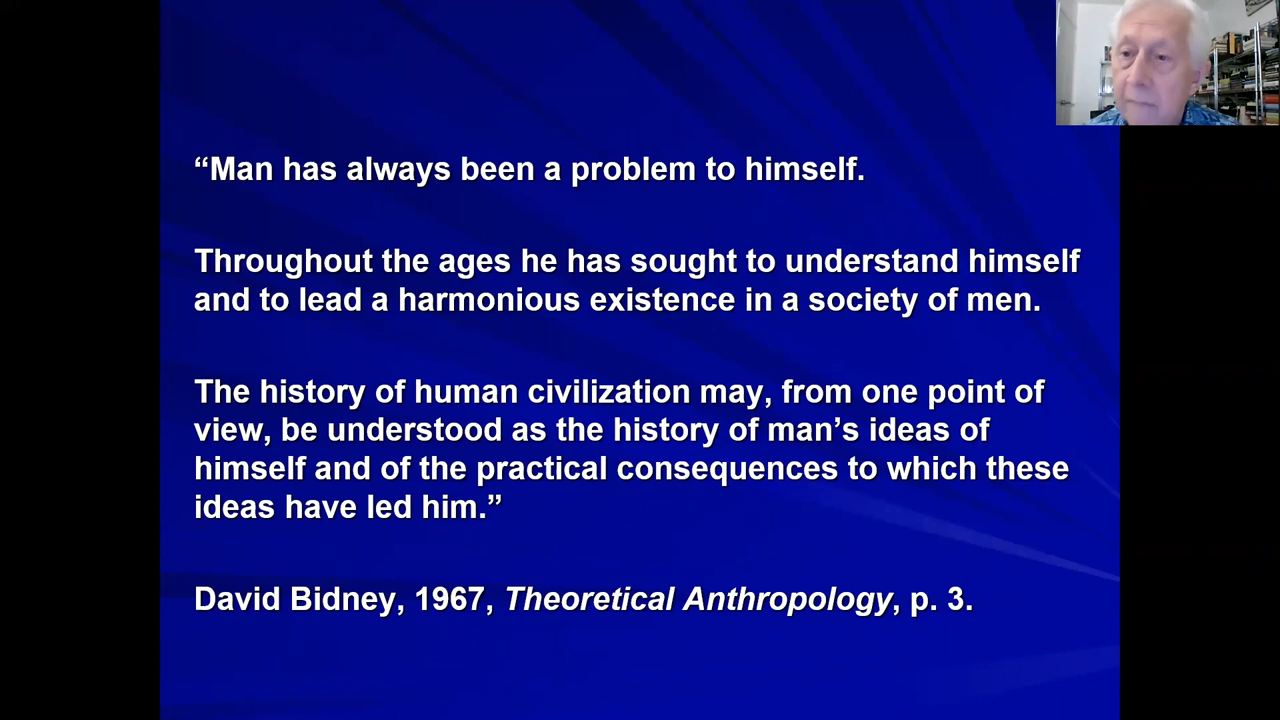 “Man has always been a problem to himself.
Throughout the ages he has sought to understand himself
and to lead a harmonious existence in a society of men.
The history of human civilization may, from one point of
view, be understood as the history of man’s ideas of
himself and of the practical consequences to which these
ideas have led him.”
David Bidney, 1967, Theoretical Anthropology, p. 3.